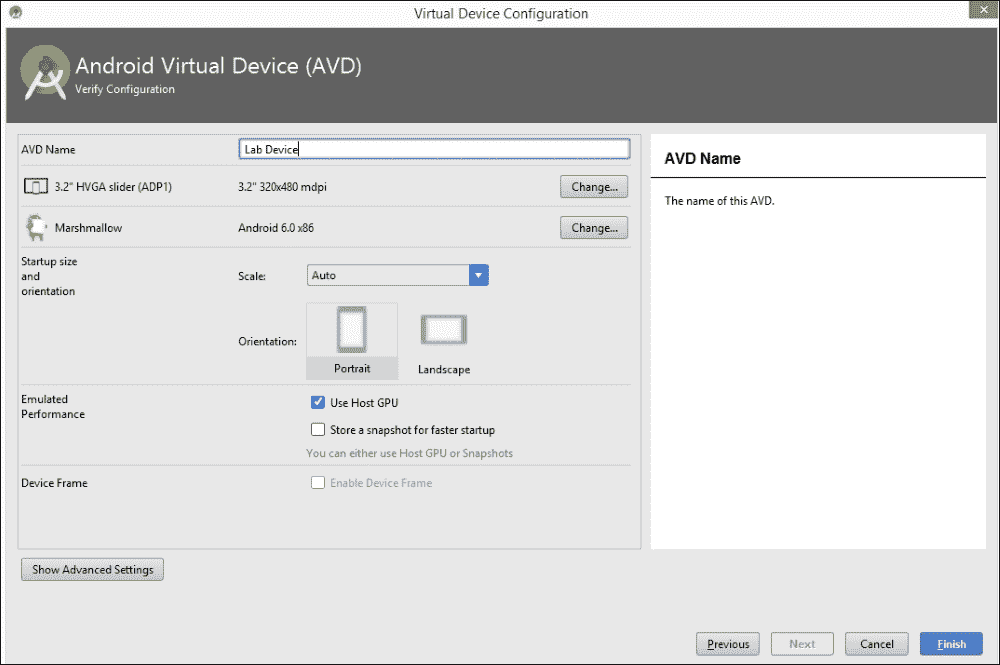 Virtual Device Configuration
Android Virtual Device (AVD)
Verify Configuration
AVD Name
Lab Device
3.2" HVGA slider (ADP1)
3.2" 320x480 mdpi
Change...
Marshmallow
Android 6.0 x86
Change...
Startup size
and
orientation
Scale:
Auto
Orientation:
Portrait
Landscape
Emulated
Performance
Use Host GPU
Store a snapshot for faster startup
You can either use Host GPU or Snapshots
Device Frame
Enable Device Frame
Show Advanced Settings
AVD Name
The name of this AVD.
Previous
Next
Cancel
Finish